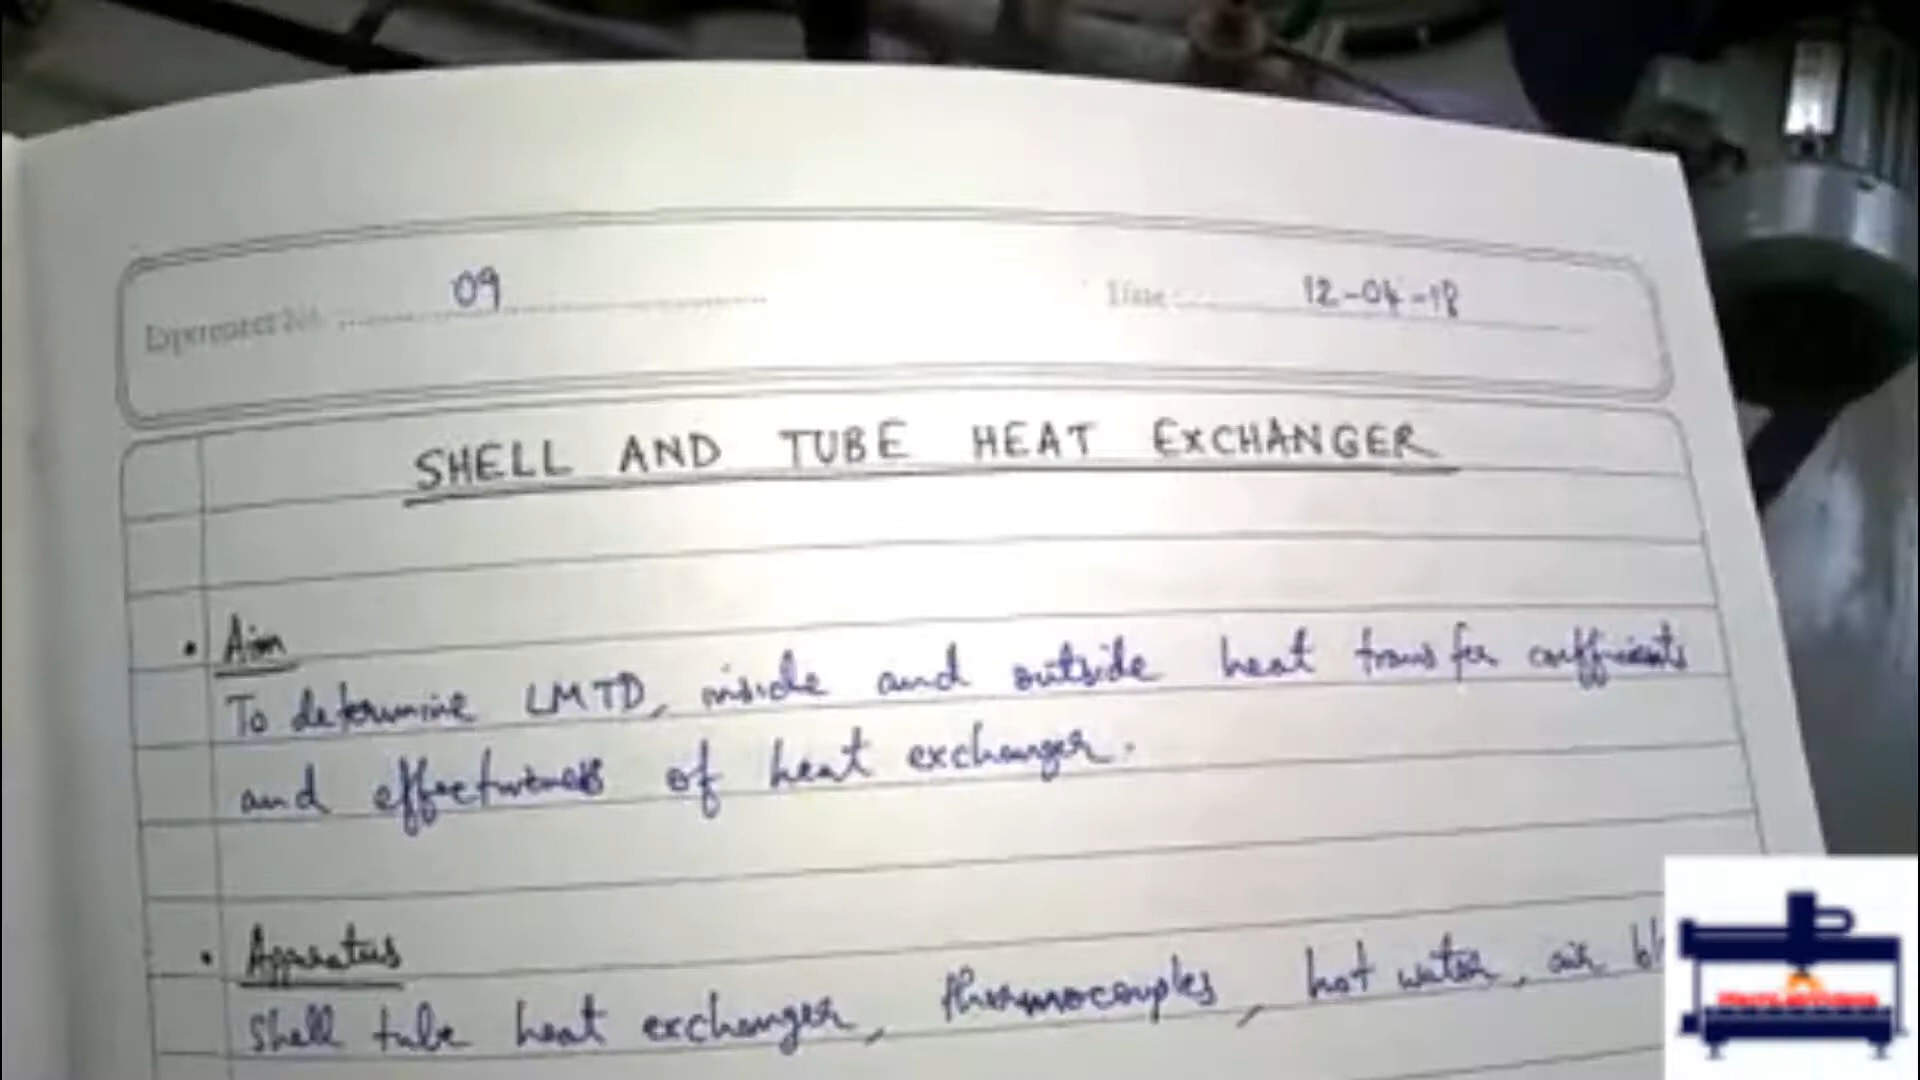 Experiment No. 09
Date: 12-04-18
SHELL AND TUBE HEAT EXCHANGER
• Aim
To determine LMTD, inside and outside heat transfer coefficients
and effectiveness of heat exchanger.
• Apparatus
Shell tube heat exchanger, thermocouples, hot water, air